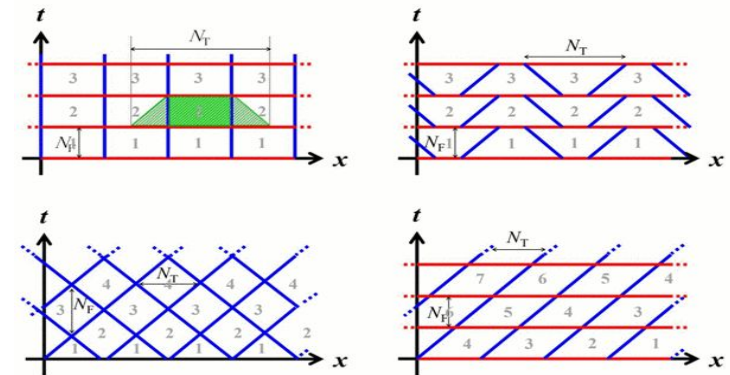 t
N_T
3 3 3 3
2 2 2 2
N_F 1 1 1
x
t
N_T
3 3 3 3
2 2 2 2
N_F 1 1 1 1
x
t
4 N_T 4 4 4
3 N_F 3 3 3
2 2 2 2
1 1 1 1
x
t
N_T
7 6 5 4
N_F 5 4 3
4 3 2 1
x